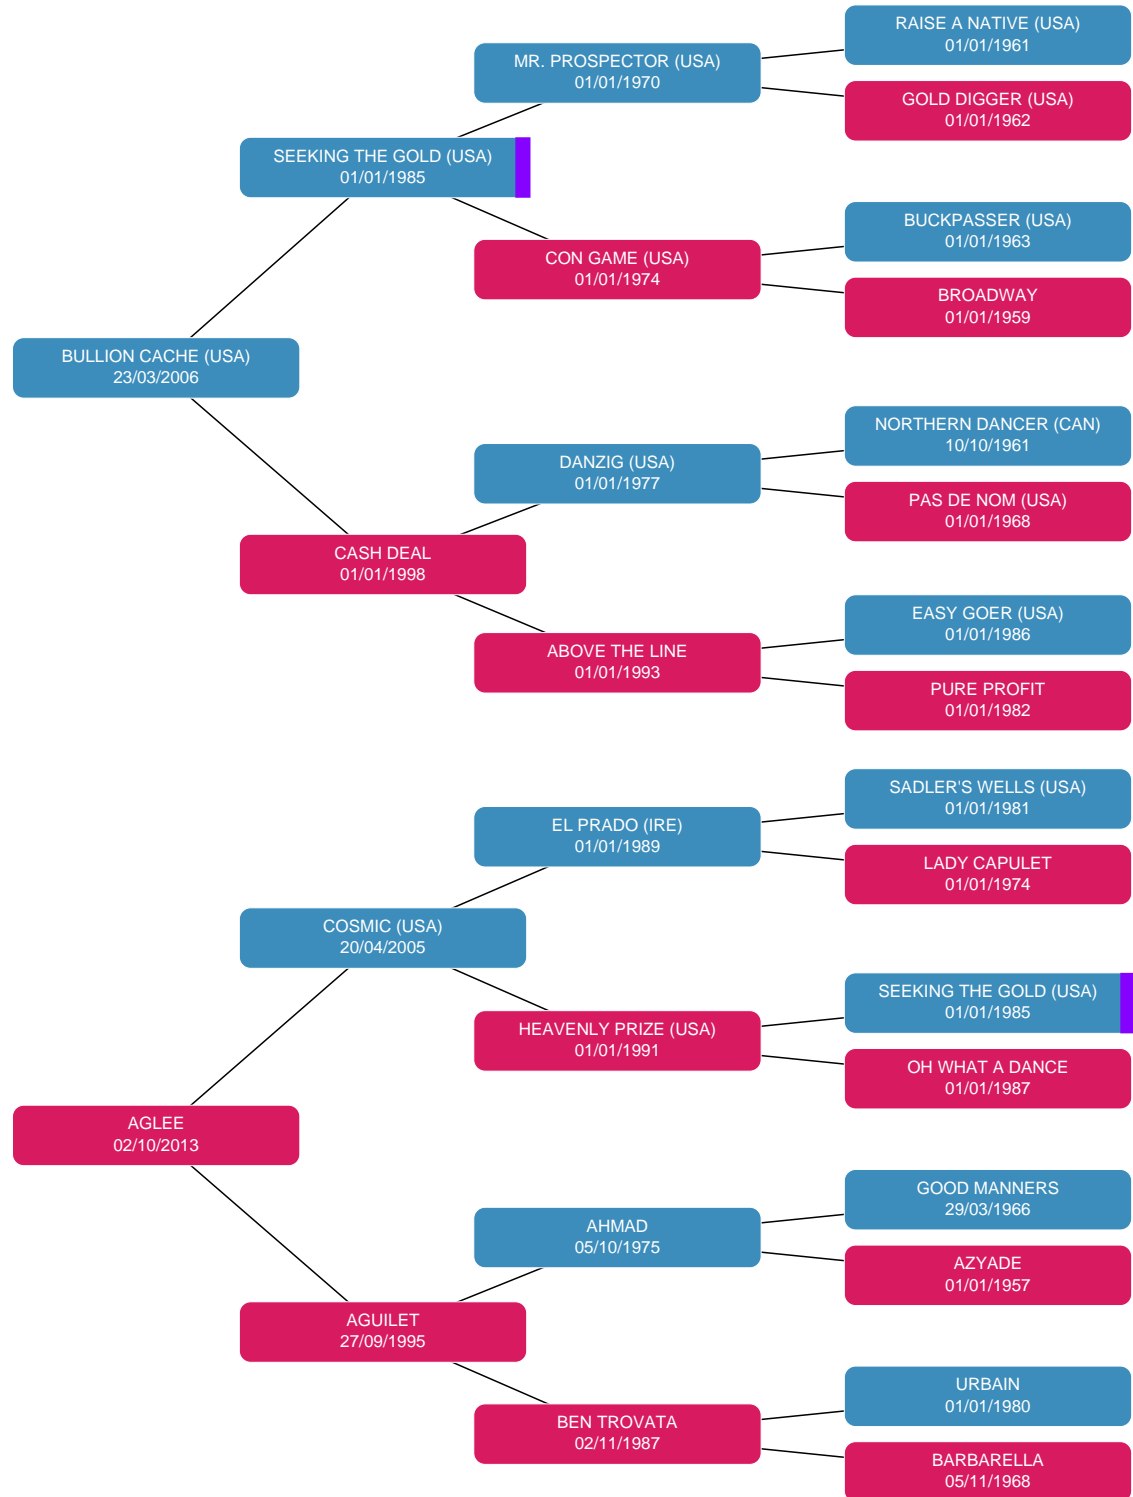 RAISE A NATIVE (USA)
01/01/1961
MR. PROSPECTOR (USA)
01/01/1970
GOLD DIGGER (USA)
01/01/1962
SEEKING THE GOLD (USA)
01/01/1985
BUCKPASSER (USA)
01/01/1963
CON GAME (USA)
01/01/1974
BROADWAY
01/01/1959
BULLION CACHE (USA)
23/03/2006
NORTHERN DANCER (CAN)
10/10/1961
DANZIG (USA)
01/01/1977
PAS DE NOM (USA)
01/01/1968
CASH DEAL
01/01/1998
EASY GOER (USA)
01/01/1986
ABOVE THE LINE
01/01/1993
PURE PROFIT
01/01/1982
SADLER'S WELLS (USA)
01/01/1981
EL PRADO (IRE)
01/01/1989
LADY CAPULET
01/01/1974
COSMIC (USA)
20/04/2005
SEEKING THE GOLD (USA)
01/01/1985
HEAVENLY PRIZE (USA)
01/01/1991
OH WHAT A DANCE
01/01/1987
AGLEE
02/10/2013
GOOD MANNERS
29/03/1966
AHMAD
05/10/1975
AZYADE
01/01/1957
AGUILET
27/09/1995
URBAIN
01/01/1980
BEN TROVATA
02/11/1987
BARBARELLA
05/11/1968